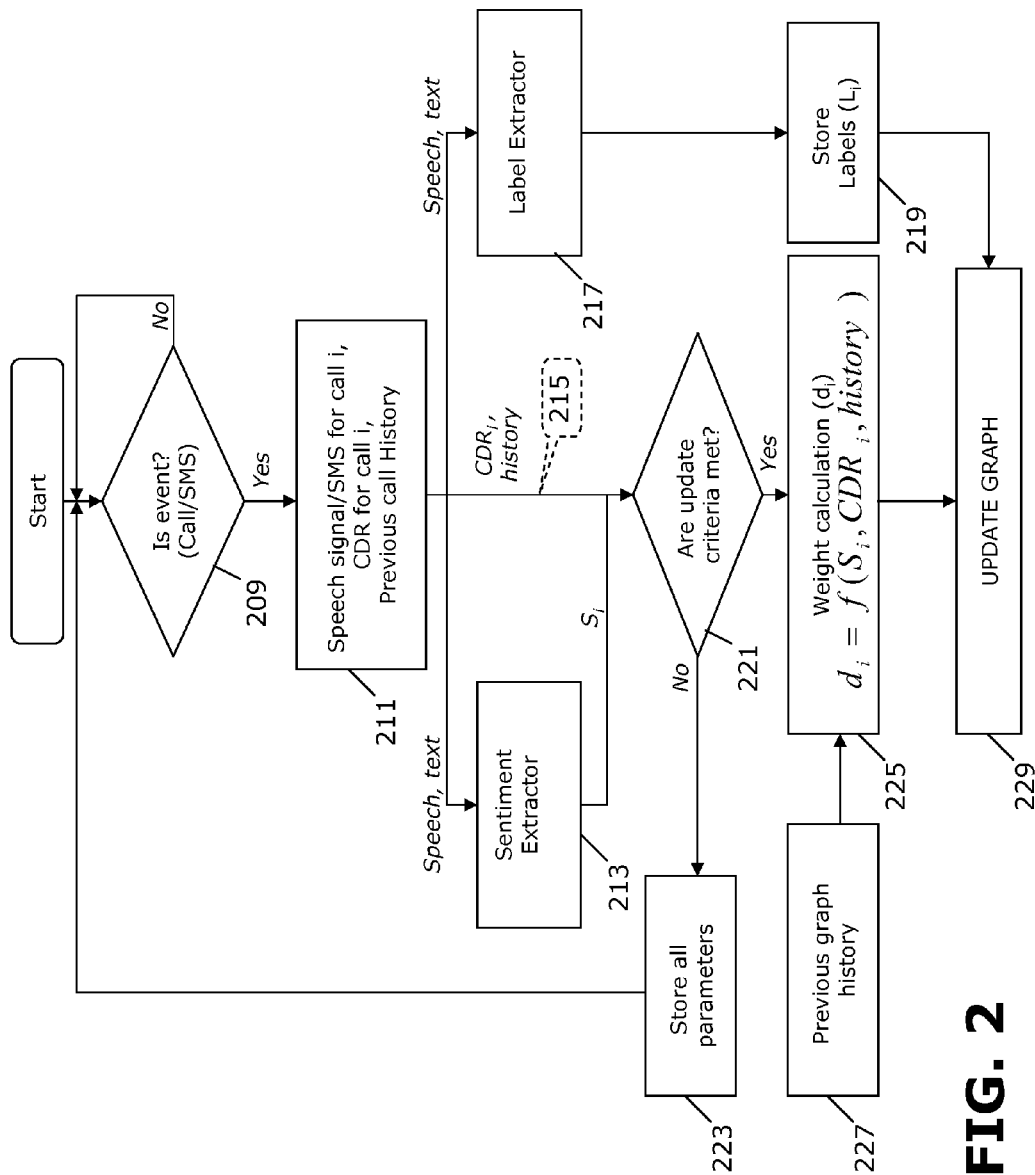 Start
Is event?
(Call/SMS)
No
209
Yes
Speech signal/SMS for call i,
CDR for call i,
Previous call History
211
Speech, text
Speech, text
CDRi,
history
215
Sentiment
Extractor
213
Label Extractor
217
Si
Are update
criteria met?
221
No
Yes
Store all
parameters
223
Store
Labels (Li)
219
Previous graph
history
227
Weight calculation (di)
d i = f ( S i , CDR i , history )
225
UPDATE GRAPH
229
FIG. 2